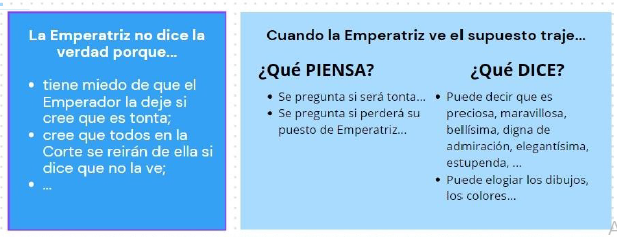 La Emperatriz no dice la
verdad porque...
• tiene miedo de que el
Emperador la deje si
cree que es tonta;
• cree que todos en la
Corte se reirán de ella si
dice que no la ve;
• ...
Cuando la Emperatriz ve el supuesto traje...
¿Qué PIENSA?
• Se pregunta si será tonta...
• Se pregunta si perderá su
puesto de Emperatriz...
¿Qué DICE?
• Puede decir que es
preciosa, maravillosa,
bellísima, digna de
admiración, elegantísima,
estupenda, ...
• Puede elogiar los dibujos,
los colores...